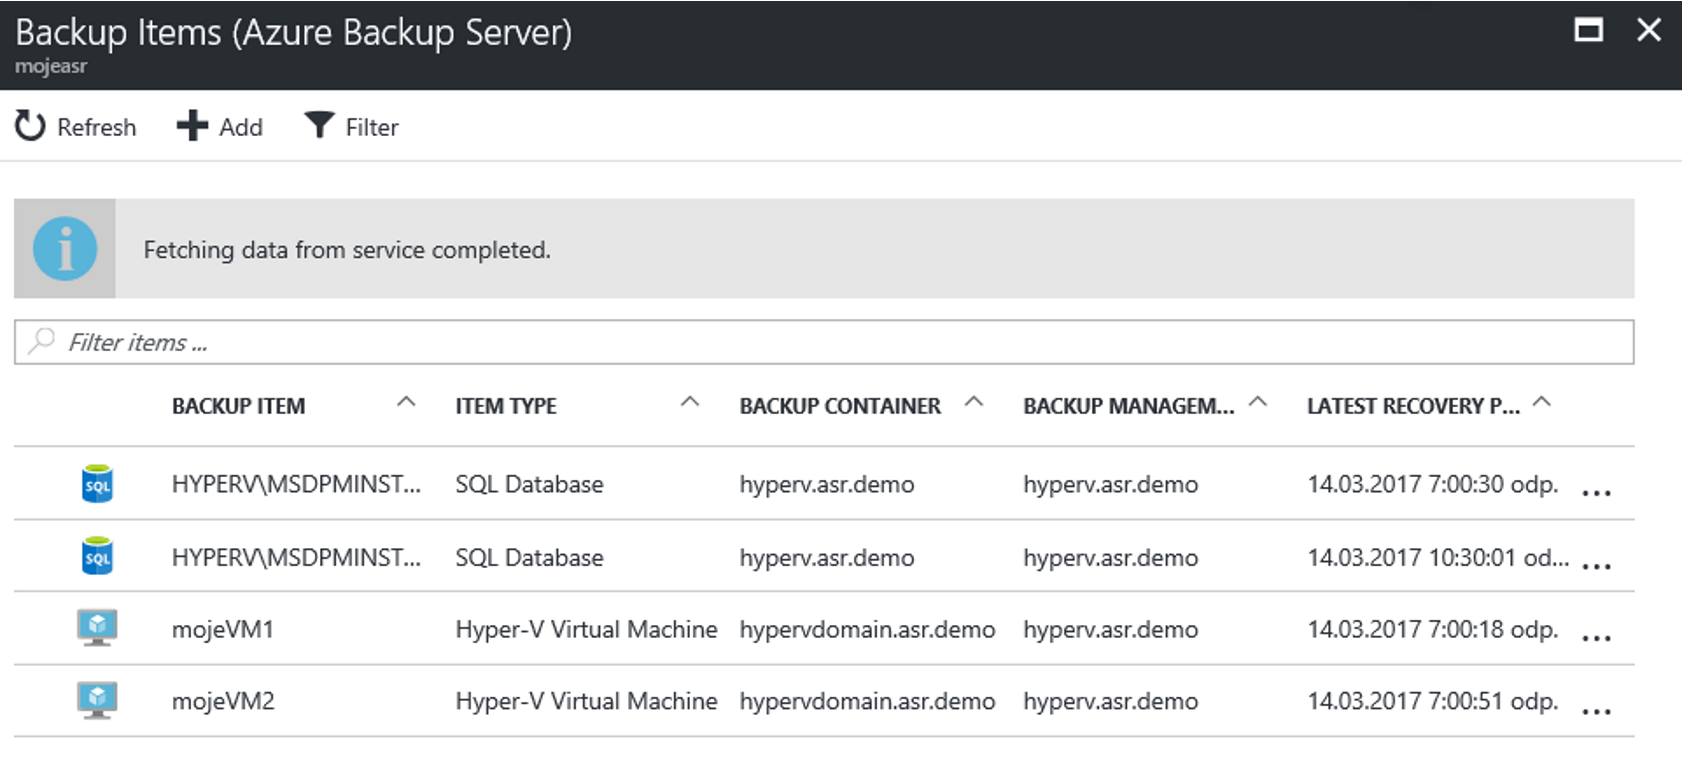 Backup Items (Azure Backup Server)
mojeasr
Refresh Add Filter
i Fetching data from service completed.
Filter items ...
BACKUP ITEM ITEM TYPE BACKUP CONTAINER BACKUP MANAGEM... LATEST RECOVERY P...
SQL HYPERV\MSDPMINST... SQL Database hyperv.asr.demo hyperv.asr.demo 14.03.2017 7:00:30 odp. ...
SQL HYPERV\MSDPMINST... SQL Database hyperv.asr.demo hyperv.asr.demo 14.03.2017 10:30:01 od... ...
mojeVM1 Hyper-V Virtual Machine hypervdomain.asr.demo hyperv.asr.demo 14.03.2017 7:00:18 odp. ...
mojeVM2 Hyper-V Virtual Machine hypervdomain.asr.demo hyperv.asr.demo 14.03.2017 7:00:51 odp. ...